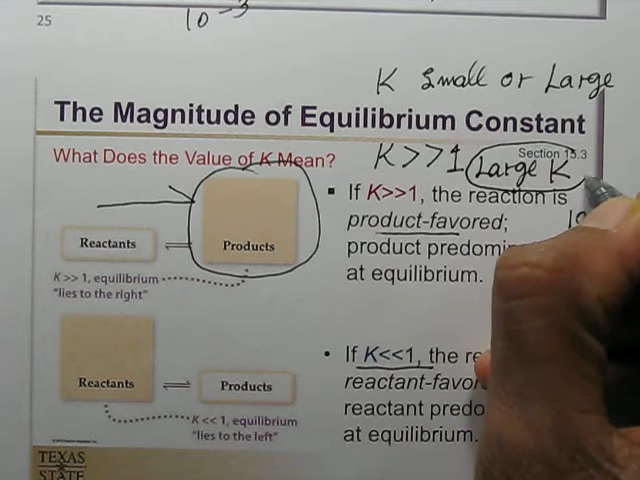 25
10⁻³
K Small or Large
The Magnitude of Equilibrium Constant
Section 15.3
What Does the Value of K Mean?
K>>1 Large K
▪ If K>>1, the reaction is
product-favored;
product predomi
at equilibrium.
Reactants
Products
K >> 1, equilibrium
"lies to the right"
• If K<<1, the re
reactant-favor
reactant predo
at equilibrium.
Reactants
Products
K << 1, equilibrium
"lies to the left"
TEXAS
STATE